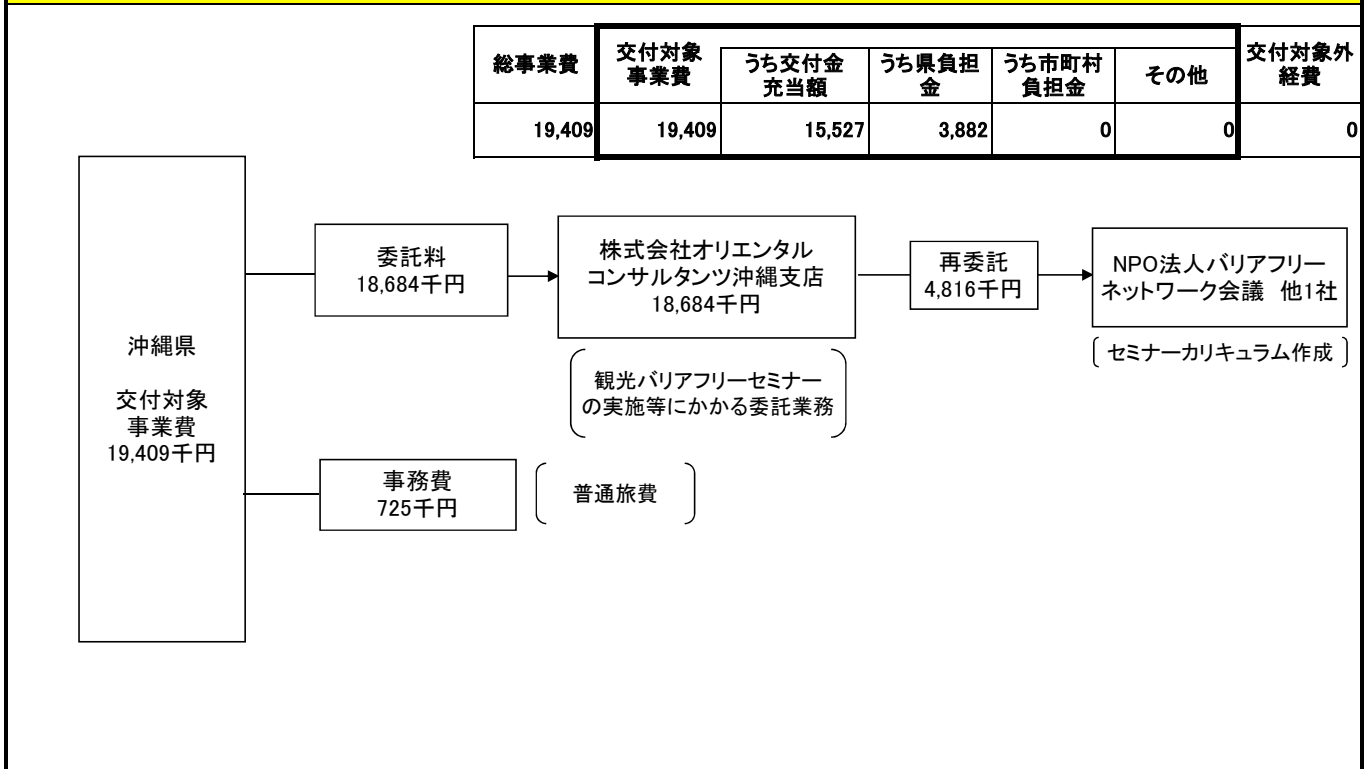 総事業費
交付対象
事業費
うち交付金
充当額
うち県負担
金
うち市町村
負担金
その他
交付対象外
経費
19,409
19,409
15,527
3,882
0
0
0
沖縄県
交付対象
事業費
19,409千円
委託料
18,684千円
株式会社オリエンタル
コンサルタンツ沖縄支店
18,684千円
再委託
4,816千円
NPO法人バリアフリー
ネットワーク会議 他1社
観光バリアフリーセミナー
の実施等にかかる委託業務
セミナーカリキュラム作成
事務費
725千円
普通旅費